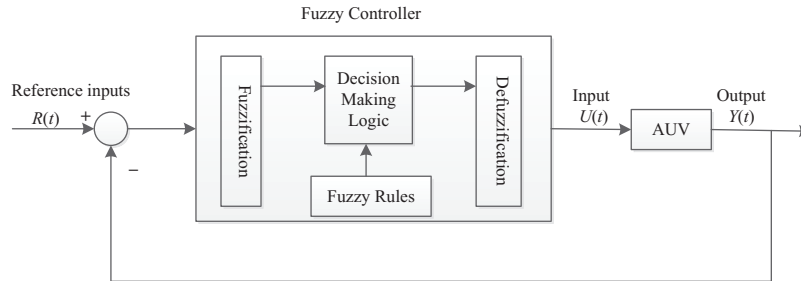 Fuzzy Controller
Reference inputs
R(t)
+
−
Fuzzification
Decision
Making
Logic
Fuzzy Rules
Defuzzification
Input
U(t)
AUV
Output
Y(t)